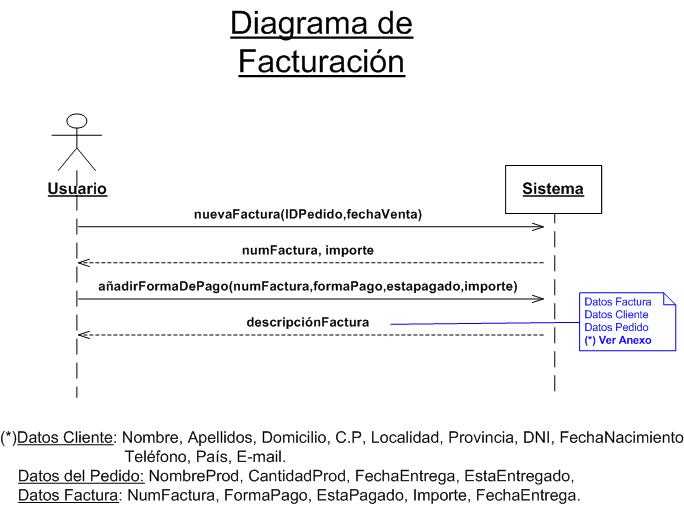 Diagrama de
Facturación
Usuario
Sistema
nuevaFactura(IDPedido,fechaVenta)
numFactura, importe
añadirFormaDePago(numFactura,formaPago,estapagado,importe)
descripciónFactura
Datos Factura
Datos Cliente
Datos Pedido
(*) Ver Anexo
(*)Datos Cliente: Nombre, Apellidos, Domicilio, C.P, Localidad, Provincia, DNI, FechaNacimiento
Teléfono, País, E-mail.
Datos del Pedido: NombreProd, CantidadProd, FechaEntrega, EstaEntregado,
Datos Factura: NumFactura, FormaPago, EstaPagado, Importe, FechaEntrega.